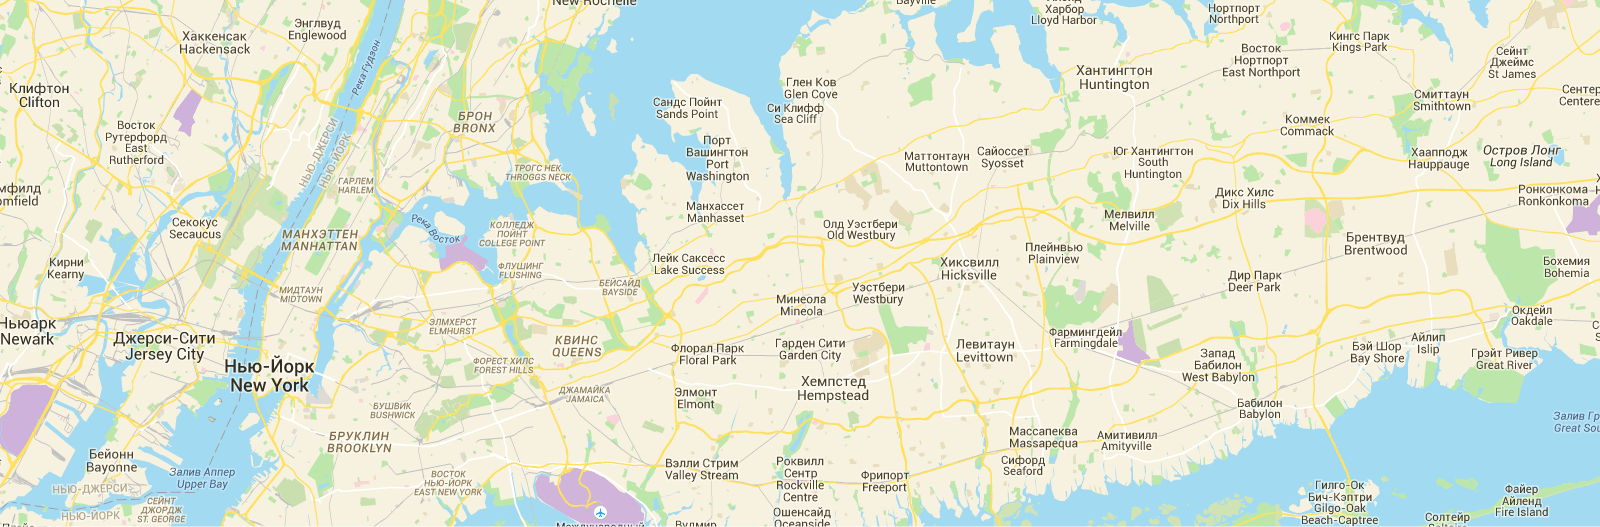 New Rochelle
Bayville
Харбор
Lloyd Harbor
Нортпорт
Northport
Энглвуд
Englewood
Хаккенсак
Hackensack
Кингс Парк
Kings Park
Восток
Нортпорт
East Northport
Сейнт
Джеймс
St James
Хантингтон
Huntington
Клифтон
Clifton
Река Гудзон
Глен Ков
Glen Cove
Сандс Пойнт
Sands Point
Си Клифф
Sea Cliff
Смиттаун
Smithtown
Сентер
Centere
БРОН
BRONX
Восток
Рутерфорд
East
Rutherford
Коммек
Commack
НЬЮ-ДЖЕРСИ
НЬЮ-ЙОРК
Порт
Вашингтон
Port
Washington
Маттонтаун
Muttontown
Сайоссет
Syosset
Юг Хантингтон
South
Huntington
Хаапподж
Hauppauge
Остров Лонг
Long Island
ГАРЛЕМ
HARLEM
ТРОГС НЕК
THROGGS NECK
мфилд
omfield
Дикс Хилс
Dix Hills
Ронконкома
Ronkonkoma
Секокус
Secaucus
Манхассет
Manhasset
Мелвилл
Melville
МАНХЭТТЕН
MANHATTAN
Река Восток
КОЛЛЕДЖ
ПОЙНТ
COLLEGE POINT
Олд Уэстбери
Old Westbury
Брентвуд
Brentwood
Плейнвью
Plainview
Кирни
Kearny
ФЛУШИНГ
FLUSHING
Лейк Саксесс
Lake Success
Хиксвилл
Hicksville
Бохемия
Bohemia
Дир Парк
Deer Park
МИДТАУН
MIDTOWN
БЕЙСАЙД
BAYSIDE
Минеола
Mineola
Уэстбери
Westbury
Окдейл
Oakdale
Ньюарк
Newark
Джерси-Сити
Jersey City
ЭЛМХЕРСТ
ELMHURST
КВИНС
QUEENS
Фармингдейл
Farmingdale
Айлип
Islip
Флорал Парк
Floral Park
Гарден Сити
Garden City
Левитаун
Levittown
Бэй Шор
Bay Shore
Грэйт Ривер
Great River
Нью-Йорк
New York
ФОРЕСТ ХИЛС
FOREST HILLS
Запад
Бабилон
West Babylon
Хемпстед
Hempstead
ДЖАМАЙКА
JAMAICA
Элмонт
Elmont
БУШВИК
BUSHWICK
Бабилон
Babylon
Залив Гр
Great Sou
БРУКЛИН
BROOKLYN
Массапеква
Massapequa
Амитивилл
Amityville
Бейонн
Bayonne
Залив Аппер
Upper Bay
ВОСТОК
НЬЮ-ЙОРК
EAST NEW YORK
Вэлли Стрим
Valley Stream
Роквилл
Сентр
Rockville
Centre
Фрипорт
Freeport
Сифорд
Seaford
НЬЮ-ДЖЕРСИ
НЬЮ-ЙОРК
СЕЙНТ
ДЖОРДЖ
ST. GEORGE
Гилго-Ок
Бич-Кэптри
Gilgo-Oak
Beach-Captree
Файер
Айленд
Fire Island
Ошенсайд
Oceanside
Вудмир
Международный
Солтейр